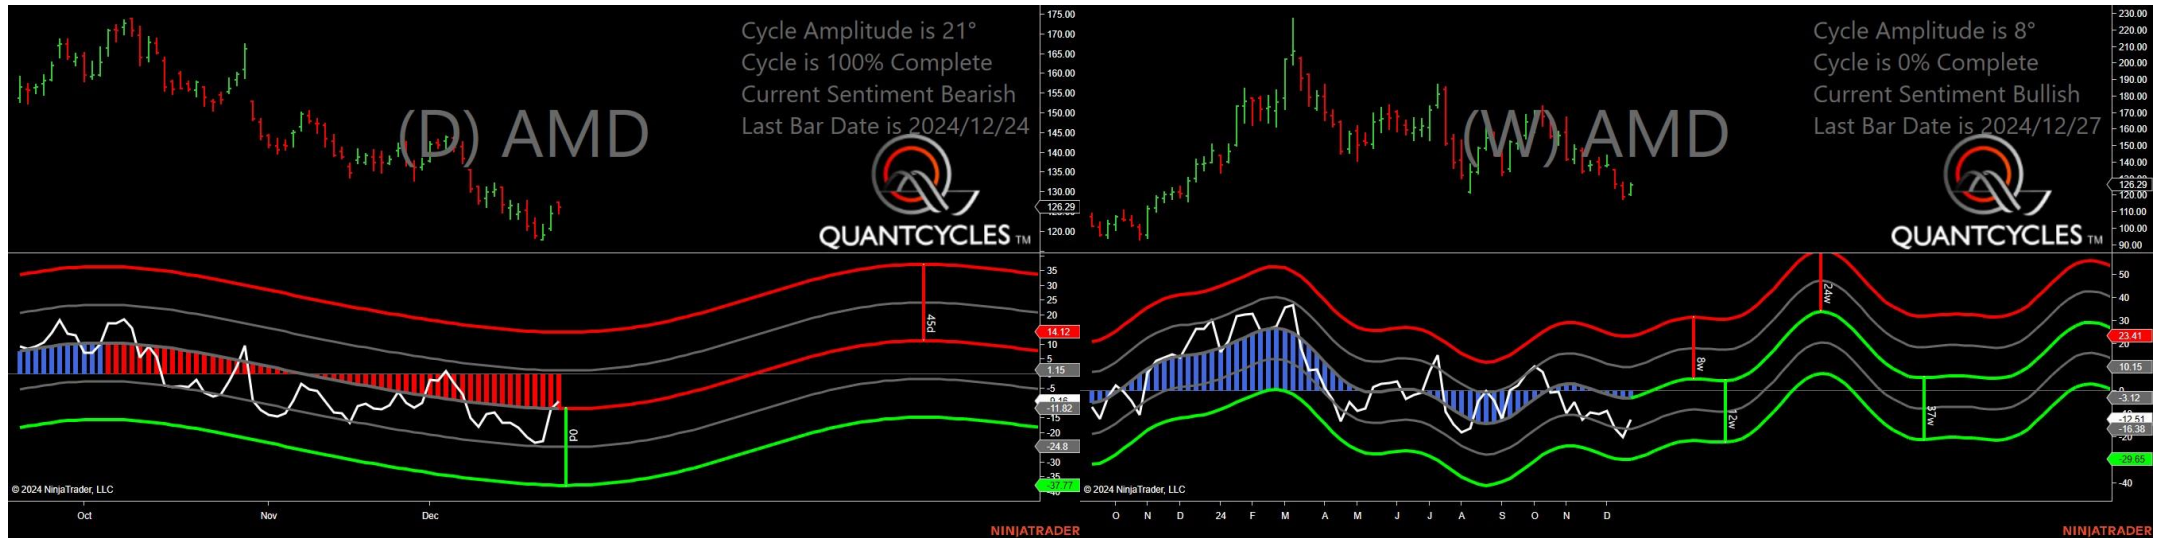 Cycle Amplitude is 21°
Cycle is 100% Complete
Current Sentiment Bearish
Last Bar Date is 2024/12/24
(D) AMD
QUANTCYCLES TM
175.00
170.00
165.00
160.00
155.00
150.00
145.00
140.00
135.00
130.00
126.29
120.00
35
30
25
20
14.12
10
5
1.15
-5
-11.82
-15
-20
-24.8
-30
-35
-37.77
45d
0d
© 2024 NinjaTrader, LLC
Oct
Nov
Dec
NINJATRADER
Cycle Amplitude is 8°
Cycle is 0% Complete
Current Sentiment Bullish
Last Bar Date is 2024/12/27
(W) AMD
QUANTCYCLES TM
230.00
220.00
210.00
200.00
190.00
180.00
170.00
160.00
150.00
140.00
126.29
120.00
110.00
100.00
90.00
50
40
30
23.41
20
10.15
0
-3.12
-12.51
-16.38
-20
-29.65
-40
8w
12w
24w
37w
© 2024 NinjaTrader, LLC
O
N
D
24
F
M
A
M
J
J
A
S
O
N
D
NINJATRADER